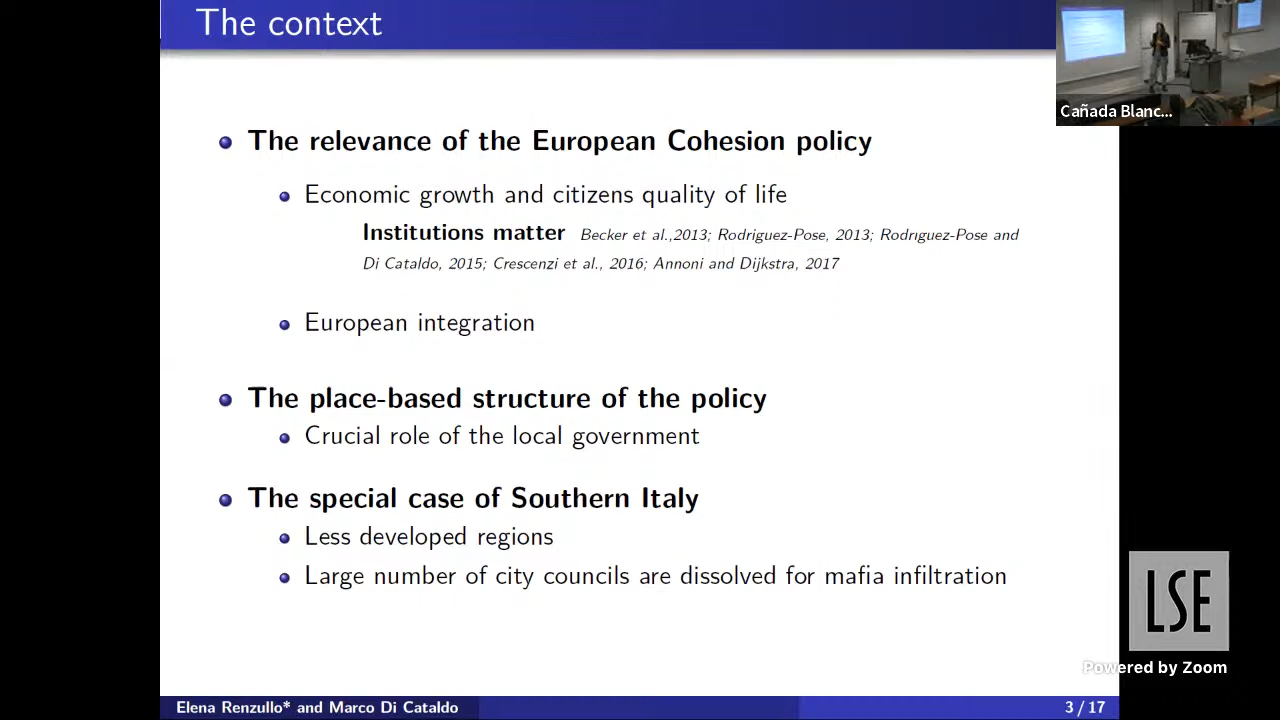 The context
Cañada Blanc...
The relevance of the European Cohesion policy
Economic growth and citizens quality of life
Institutions matter Becker et al.,2013; Rodriguez-Pose, 2013; Rodrıguez-Pose and
Di Cataldo, 2015; Crescenzi et al., 2016; Annoni and Dijkstra, 2017
European integration
The place-based structure of the policy
Crucial role of the local government
The special case of Southern Italy
Less developed regions
Large number of city councils are dissolved for mafia infiltration
LSE
Powered by Zoom
Elena Renzullo* and Marco Di Cataldo
3 / 17